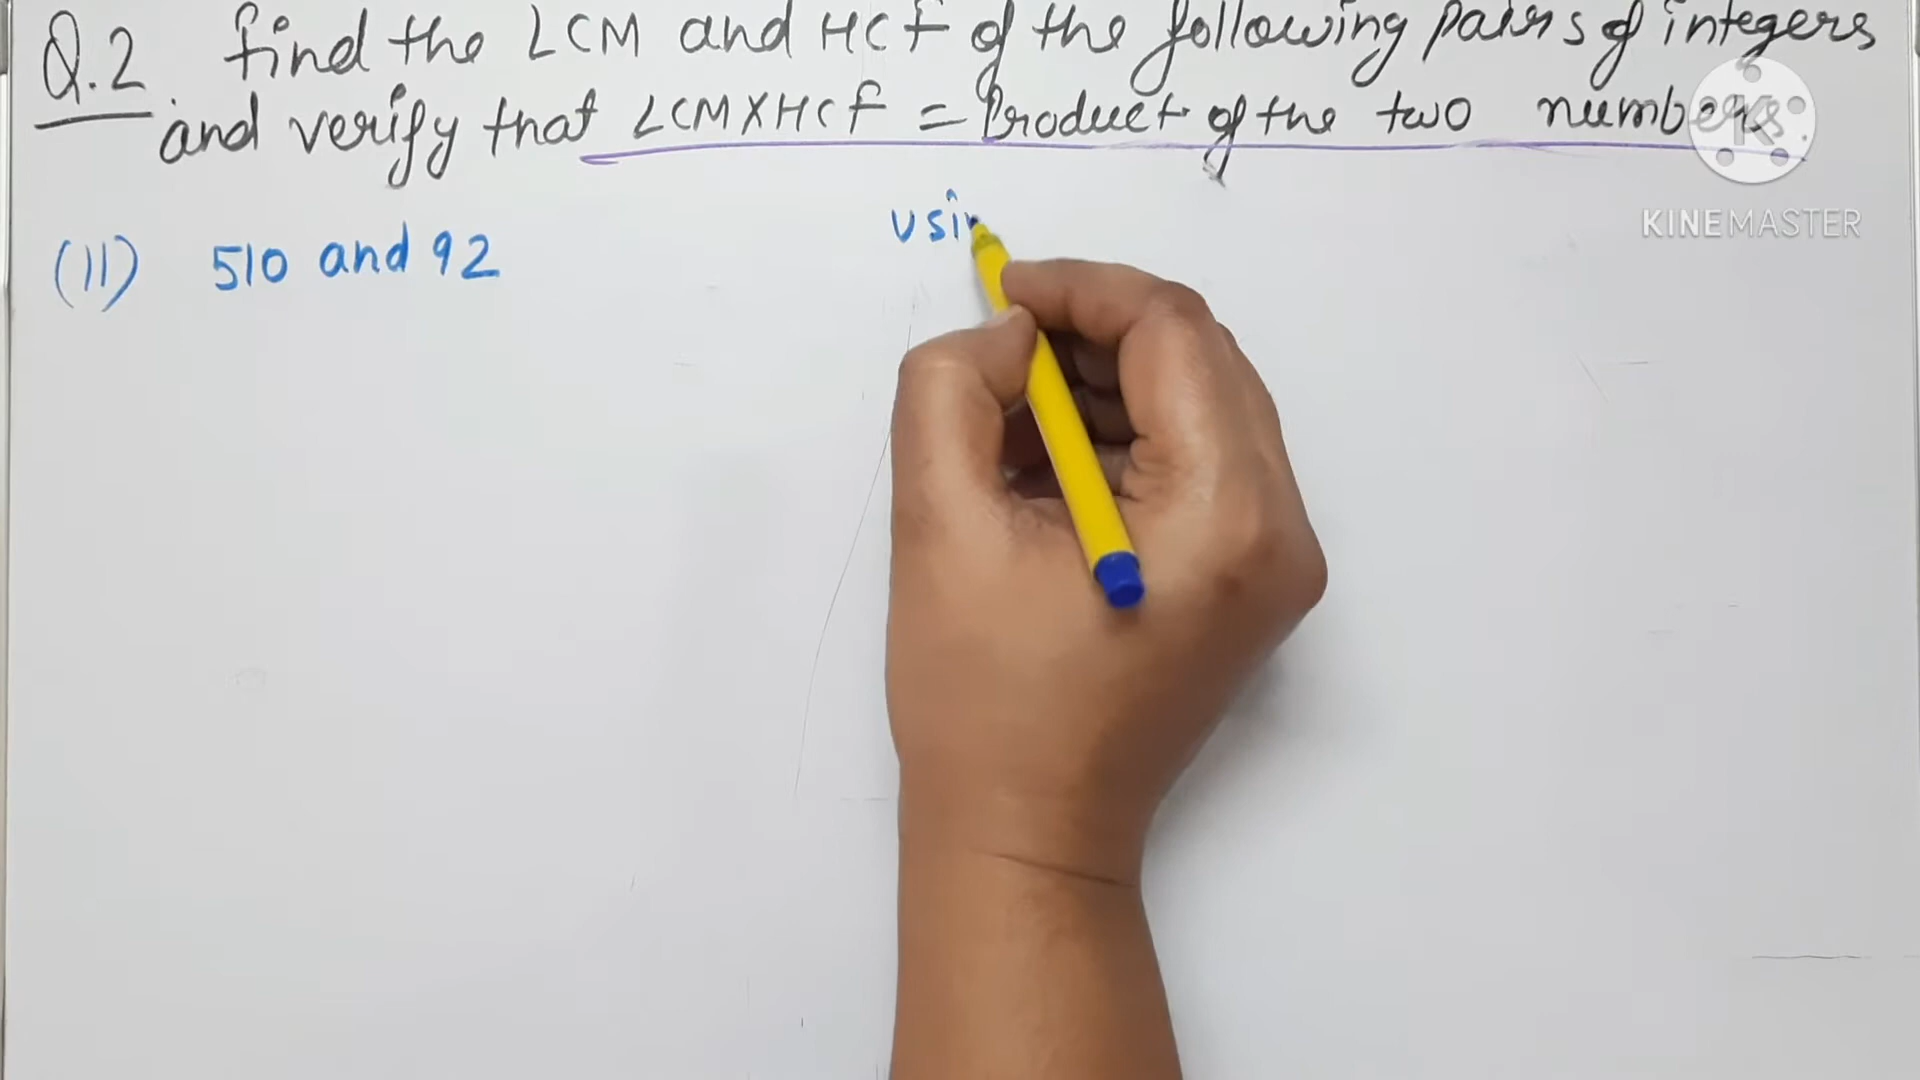 Q.2 find the LCM and HCF of the following pairs of integers
and verify that LCM X HCF = Product of the two numbers.
KINEMASTER
(II) 510 and 92
usin